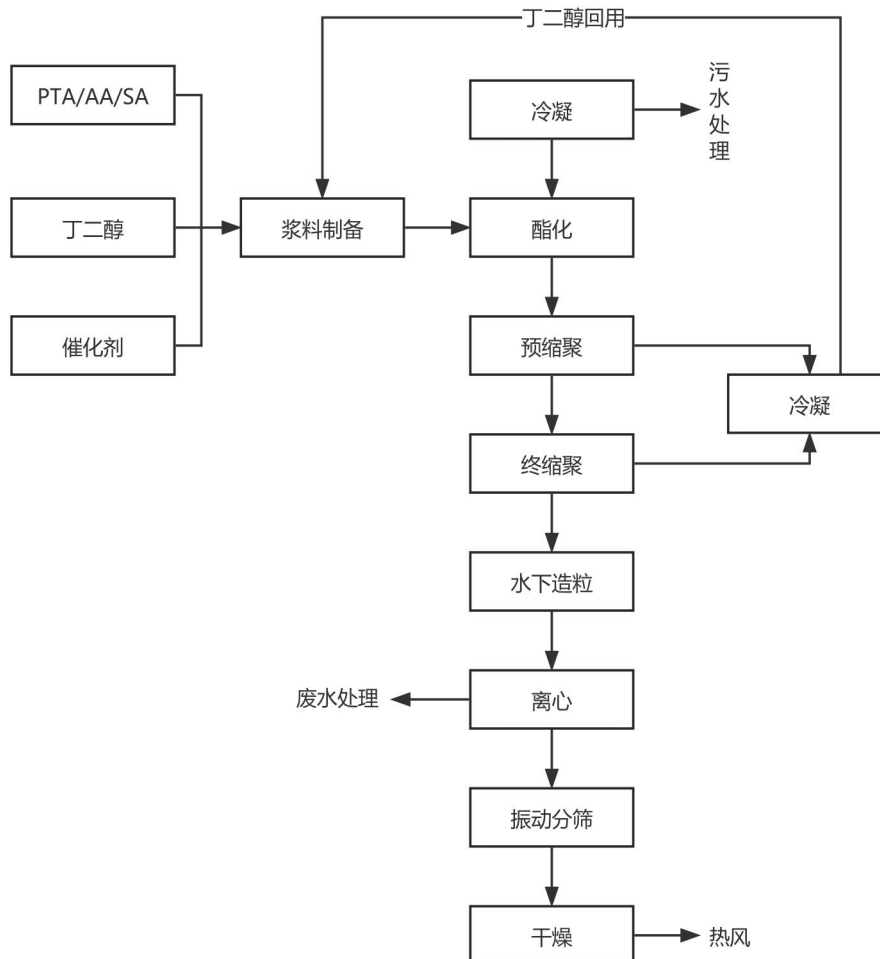 丁二醇回用
PTA/AA/SA
冷凝
污
水
处
理
丁二醇
浆料制备
酯化
催化剂
预缩聚
冷凝
终缩聚
水下造粒
废水处理
离心
振动分筛
干燥
热风